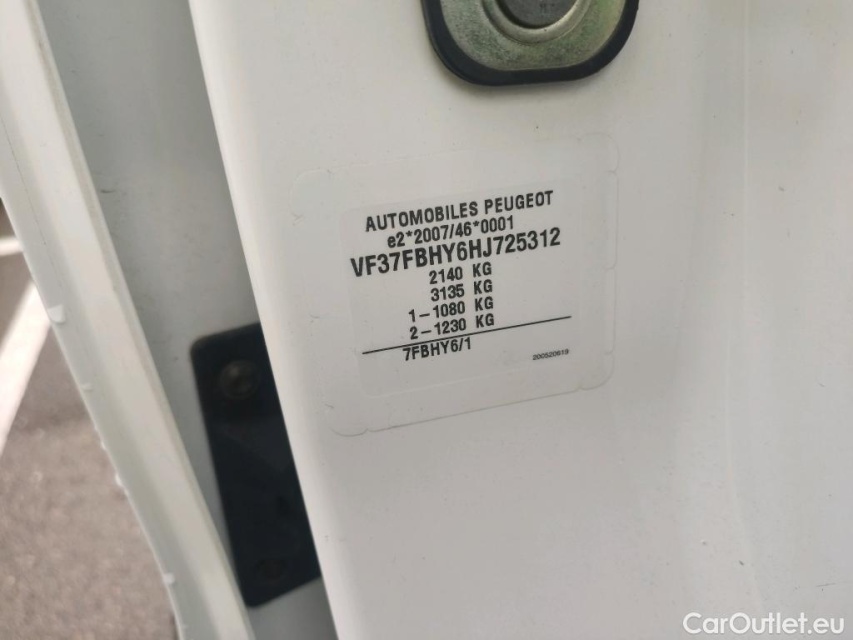 AUTOMOBILES PEUGEOT
e2*2007/46*0001
VF37FBHY6HJ725312
2140 KG
3135 KG
1-1080 KG
2-1230 KG
7FBHY6/1
200520619
CarOutlet.eu